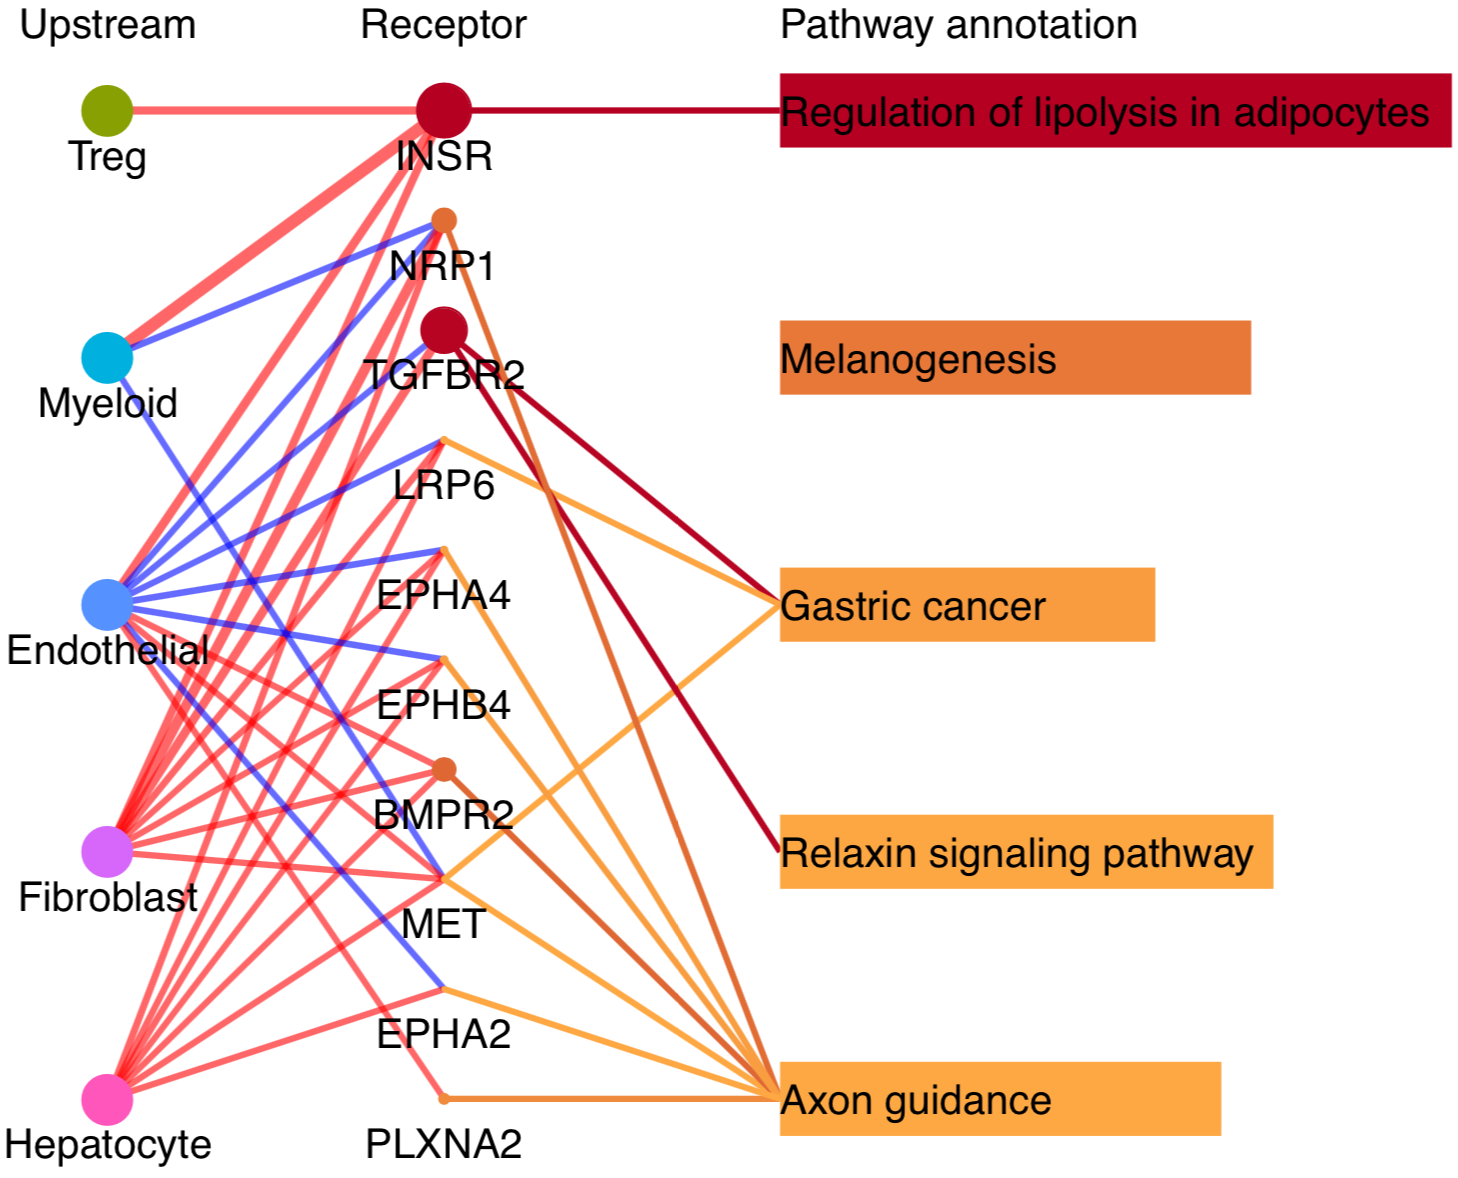 Upstream
Receptor
Pathway annotation
Treg
INSR
Regulation of lipolysis in adipocytes
NRP1
Myeloid
TGFBR2
Melanogenesis
LRP6
Endothelial
EPHA4
Gastric cancer
EPHB4
Fibroblast
BMPR2
Relaxin signaling pathway
MET
EPHA2
Hepatocyte
PLXNA2
Axon guidance